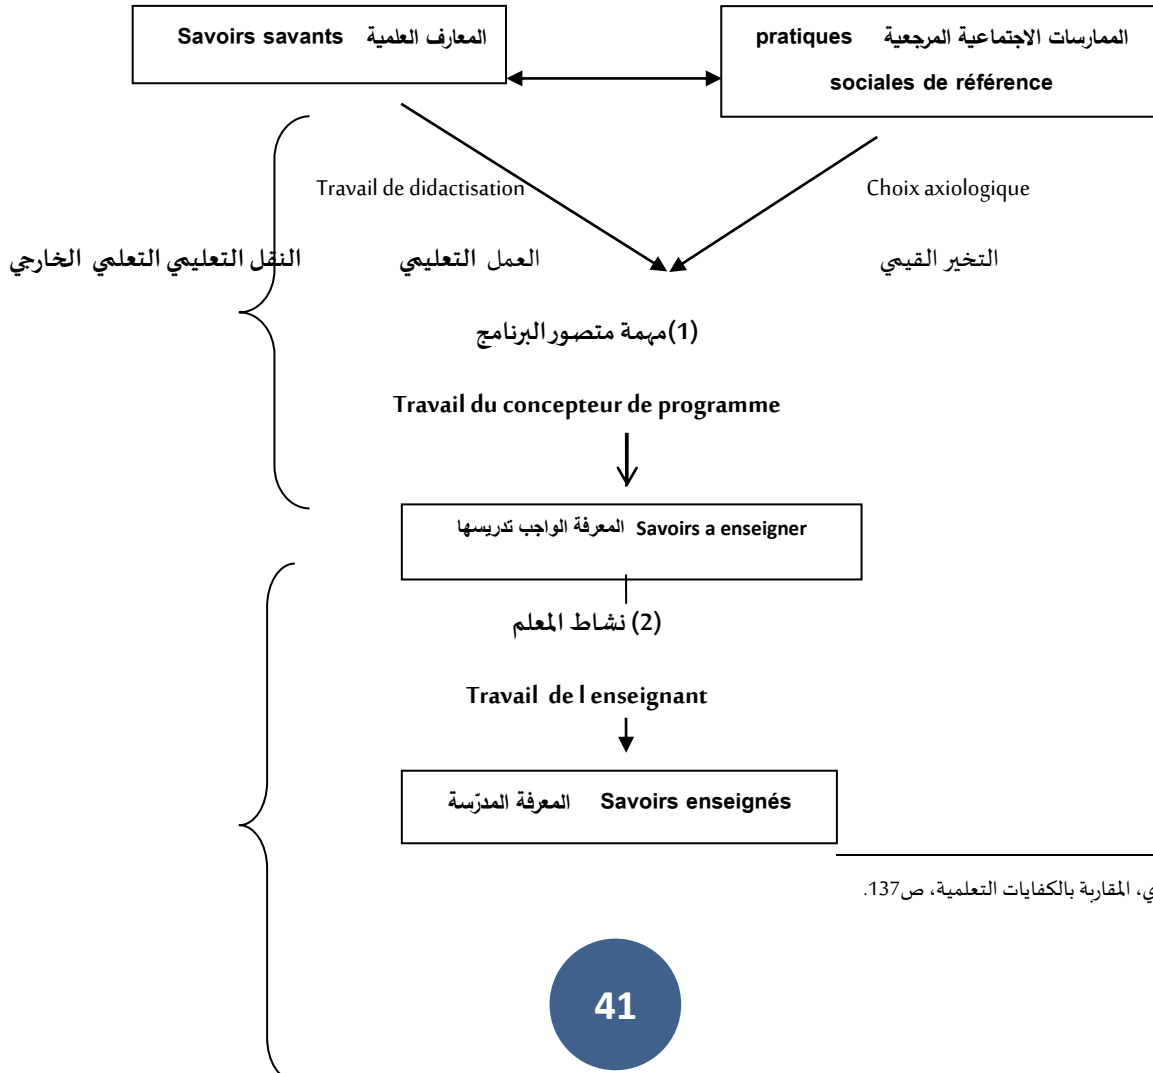 المعارف العلمية Savoirs savants
الممارسات الاجتماعية المرجعية pratiques
sociales de référence
Travail de didactisation
Choix axiologique
النقل التعليمي التعلمي الخارجي
العمل التعليمي
التخير القيمي
(1)مهمة متصور البرنامج
Travail du concepteur de programme
المعرفة الواجب تدريسها Savoirs a enseigner
(2) نشاط المعلم
Travail de l enseignant
المعرفة المدرّسة Savoirs enseignés
المقاربة بالكفايات التعلمية، ص137.
41